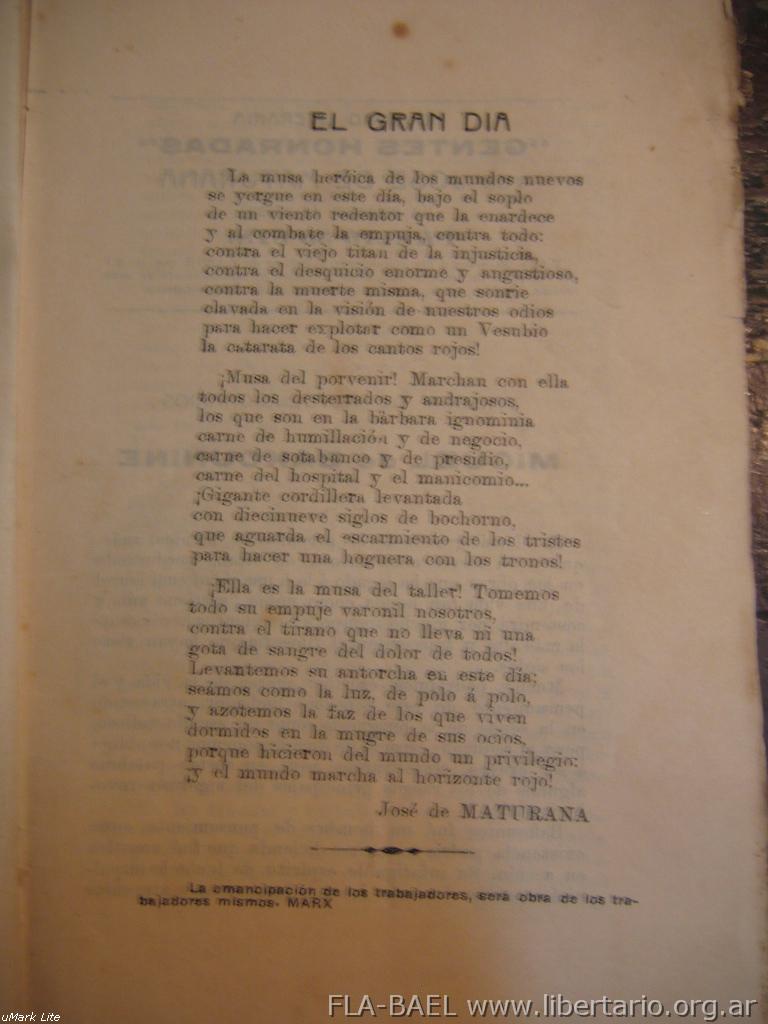 EL GRAN DIA
La musa heróica de los mundos nuevos
se yergue en este día, bajo el soplo
de un viento redentor que la enardece
y al combate la empuja, contra todo:
contra el viejo titan de la injusticia,
contra el desquicio enorme y angustioso,
contra la muerte misma, que sonrie
clavada en la visión de nuestros odios
para hacer explotar como un Vesubio
la catarata de los cantos rojos!
¡Musa del porvenir! Marchan con ella
todos los desterrados y andrajosos,
los que son en la bárbara ignominia
carne de humillación y de negocio,
carne de sotabanco y de presidio,
carne del hospital y el manicomio...
¡Gigante cordillera levantada
con diecinueve siglos de bochorno,
que aguarda el escarmiento de los tristes
para hacer una hoguera con los tronos!
¡Ella es la musa del taller! Tomemos
todo su empuje varonil nosotros,
contra el tirano que no lleva ni una
gota de sangre del dolor de todos!
Levantemos su antorcha en este día;
seámos como la luz, de polo á polo,
y azotemos la faz de los que viven
dormidos en la mugre de sus ocios,
porque hicieron del mundo un privilegio:
¡y el mundo marcha al horizonte rojo!
José de MATURANA
La emancipación de los trabajadores, será obra de los tra-
bajadores mismos. MARX
FLA-BAEL www.libertario.org.ar
uMark Lite